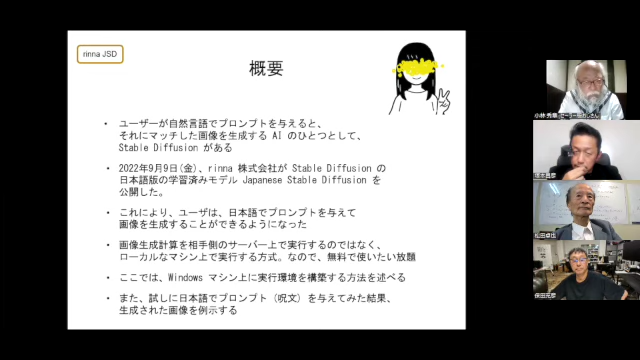 rinna JSD
概要
• ユーザーが自然言語でプロンプトを与えると、
それにマッチした画像を生成する AI のひとつとして、
Stable Diffusion がある
• 2022年9月9日(金)、rinna 株式会社が Stable Diffusion の
日本語版の学習済みモデル Japanese Stable Diffusion を
公開した。
• これにより、ユーザは、日本語でプロンプトを与えて
画像を生成することができるようになった
• 画像生成計算を相手側のサーバー上で実行するのではなく、
ローカルなマシン上で実行する方式。なので、無料で使いたい放題
• ここでは、Windows マシン上に実行環境を構築する方法を述べる
• また、試しに日本語でプロンプト (呪文) を与えてみた結果、
生成された画像を例示する
小林 秀章
松田卓也